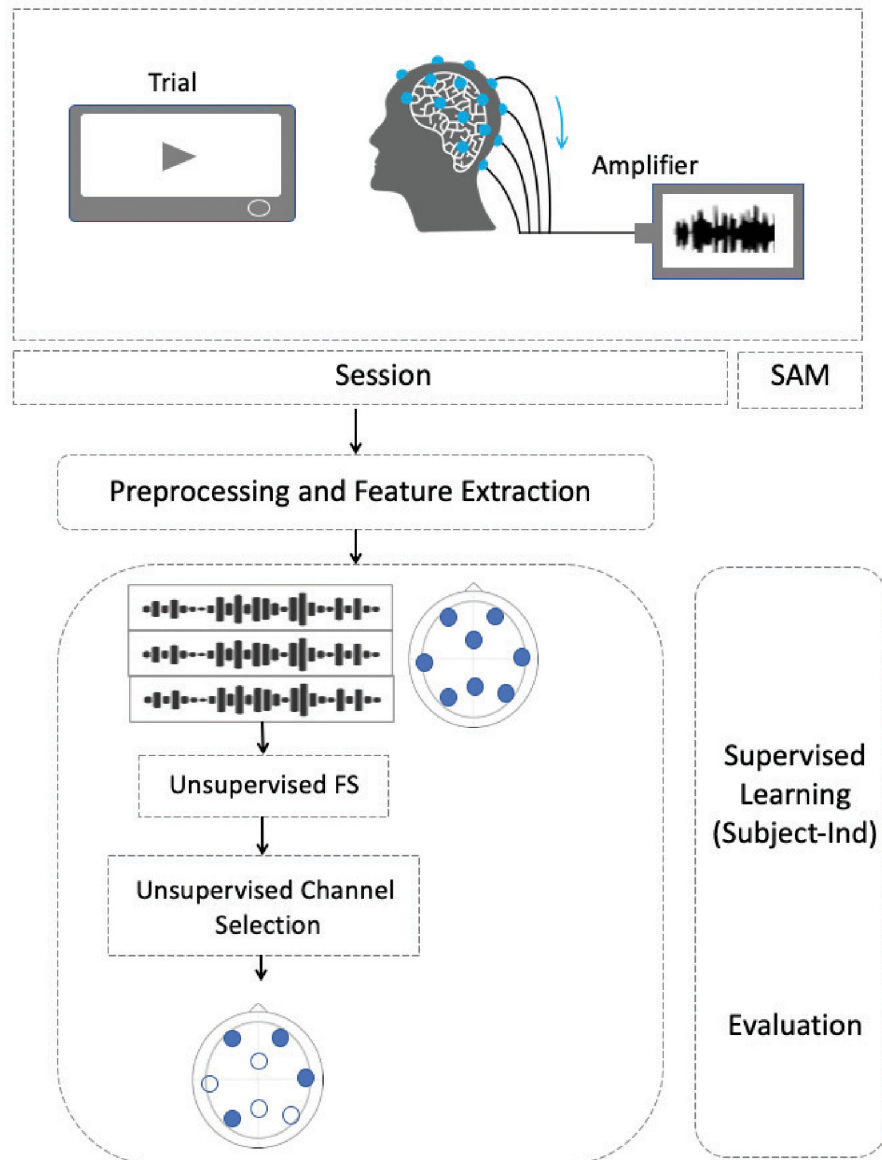 Trial
Amplifier
Session
SAM
Preprocessing and Feature Extraction
Unsupervised FS
Unsupervised Channel
Selection
Supervised
Learning
(Subject-Ind)
Evaluation